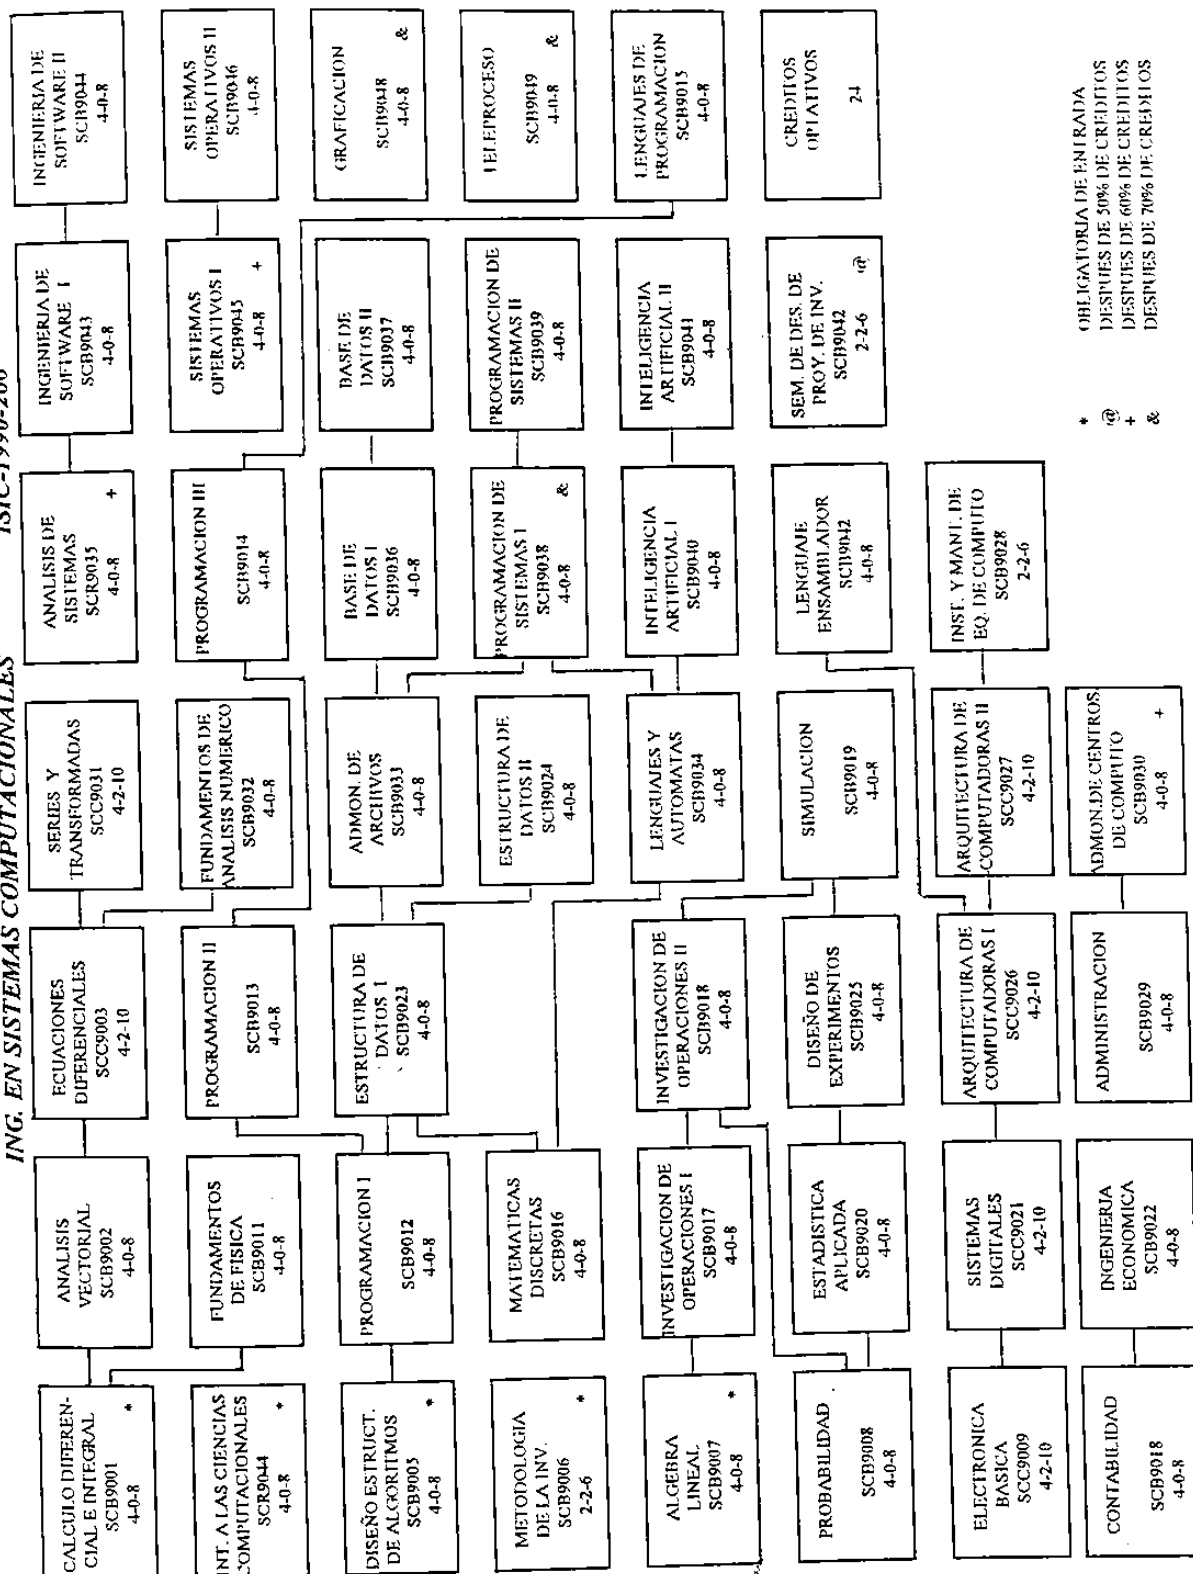 ING. EN SISTEMAS COMPUTACIONALES
CALCULO DIFEREN-
CIAL E INTEGRAL
SCB9001
4-0-8 *
INT. A LAS CIENCIAS
COMPUTACIONALES
SCR9044
4-0-8 *
DISEÑO ESTRUCT.
DE ALGORITMOS
SCB9005
4-0-8 *
METODOLOGIA
DE LA INV.
SCB9006
2-2-6 *
ALGEBRA
LINEAL
SCB9007
4-0-8 *
PROBABILIDAD
SCB9008
4-0-8
ELECTRONICA
BASICA
SCC9009
4-2-10
CONTABILIDAD
SCB9018
4-0-8
ANALISIS
VECTORIAL
SCB9002
4-0-8
FUNDAMENTOS
DE FISICA
SCB9011
4-0-8
PROGRAMACION I
SCB9012
4-0-8
MATEMATICAS
DISCRETAS
SCB9016
4-0-8
INVESTIGACION DE
OPERACIONES I
SCB9017
4-0-8
ESTADISTICA
APLICADA
SCB9020
4-0-8
SISTEMAS
DIGITALES
SCC9021
4-2-10
INGENIERIA
ECONOMICA
SCB9022
4-0-8
ECUACIONES
DIFERENCIALES
SCC9003
4-2-10
PROGRAMACION II
SCB9013
4-0-8
ESTRUCTURA DE
DATOS I
SCB9023
4-0-8
INVESTIGACION DE
OPERACIONES II
SCB9018
4-0-8
DISEÑO DE
EXPERIMENTOS
SCB9025
4-0-8
ARQUITECTURA DE
COMPUTADORAS I
SCC9026
4-2-10
ADMINISTRACION
SCB9029
4-0-8
SERIES Y
TRANSFORMADAS
SCC9031
4-2-10
FUNDAMENTOS DE
ANALISIS NUMERICO
SCB9032
4-0-8
ADMON. DE
ARCHIVOS
SCB9033
4-0-8
ESTRUCTURA DE
DATOS II
SCB9024
4-0-8
LENGUAJES Y
AUTOMATAS
SCB9034
4-0-8
SIMULACION
SCB9019
4-0-8
ARQUITECTURA DE
COMPUTADORAS II
SCC9027
4-2-10
ADMON.DE CENTROS
DE COMPUTO
SCB9030
4-0-8 +
ANALISIS DE
SISTEMAS
SCR9035
4-0-8 +
PROGRAMACION III
SCB9014
4-0-8
BASE DE
DATOS I
SCB9036
4-0-8
PROGRAMACION DE
SISTEMAS I
SCB9038
4-0-8 &
INTELIGENCIA
ARTIFICIAL I
SCB9040
4-0-8
LENGUAJE
ENSAMBLADOR
SCB9042
4-0-8
INST. Y MANT. DE
EQ. DE COMPUTO
SCB9028
2-2-6
INGENIERIA DE
SOFTWARE I
SCB9043
4-0-8
SISTEMAS
OPERATIVOS I
SCB9045
4-0-8 +
BASE DE
DATOS II
SCB9037
4-0-8
PROGRAMACION DE
SISTEMAS II
SCB9039
4-0-8
INTELIGENCIA
ARTIFICIAL II
SCB9041
4-0-8
SEM. DE DES. DE
PROY. DE INV.
SCB9042
2-2-6 @
INGENIERIA DE
SOFTWARE II
SCB9044
4-0-8
SISTEMAS
OPERATIVOS II
SCB9046
4-0-8
GRAFICACION
SCB9048
4-0-8 &
TELEPROCESO
SCB9049
4-0-8 &
LENGUAJES DE
PROGRAMACION
SCB9015
4-0-8
CREDITOS
OPTATIVOS
24
* OBLIGATORIA DE ENTRADA
@ DESPUES DE 50% DE CREDITOS
+ DESPUES DE 60% DE CREDITOS
& DESPUES DE 70% DE CREDITOS